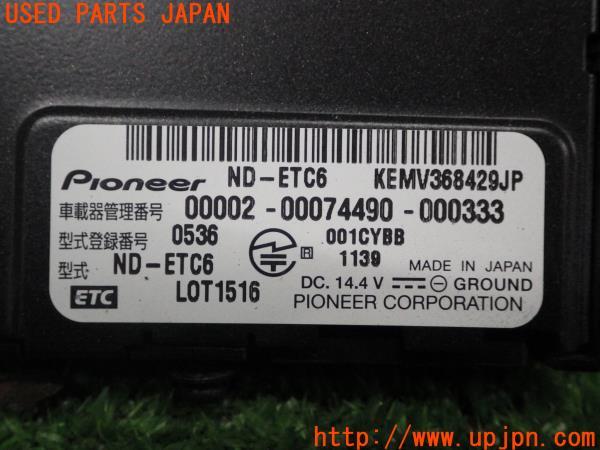 USED PARTS JAPAN
Pioneer ND-ETC6 KEMV368429JP
車載器管理番号 00002-00074490-000333
型式登録番号 0536 001CYBB
R 1139
型式 ND-ETC6 MADE IN JAPAN
ETC LOT1516 DC. 14.4 V GROUND
PIONEER CORPORATION
UPJ http://www.upjpn.com